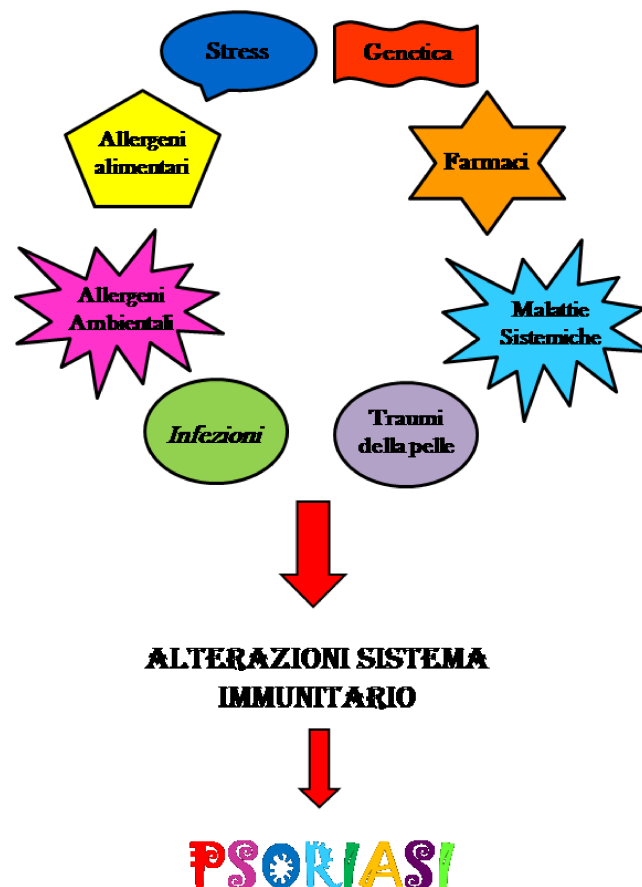 Stress
Genetica
Allergeni
alimentari
Farmaci
Allergeni
Ambientali
Malattie
Sistemiche
Infezioni
Traumi
della pelle
ALTERAZIONI SISTEMA
IMMUNITARIO
PSORIASI